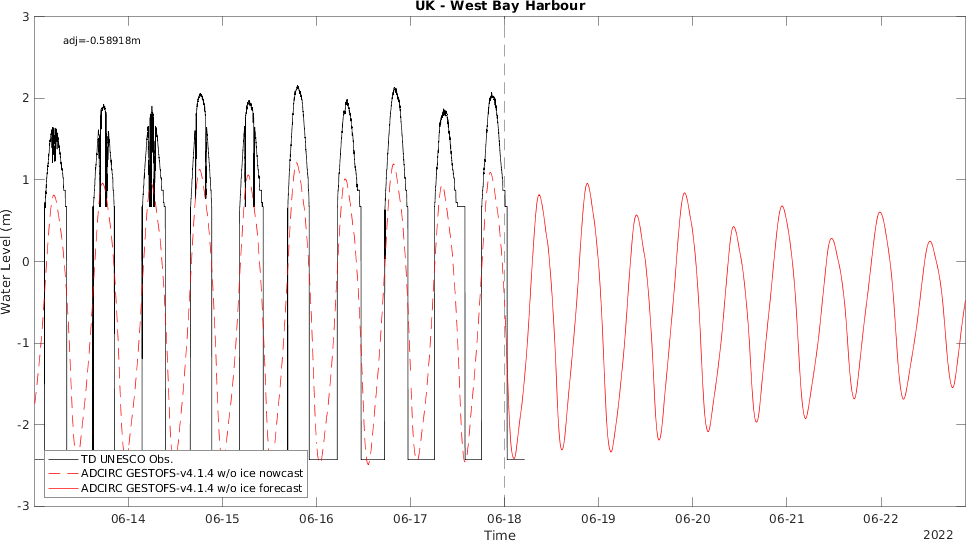 UK - West Bay Harbour
adj=-0.58918m
3
2
1
0
-1
-2
-3
Water Level (m)
TD UNESCO Obs.
ADCIRC GESTOFS-v4.1.4 w/o ice nowcast
ADCIRC GESTOFS-v4.1.4 w/o ice forecast
06-14 06-15 06-16 06-17 06-18 06-19 06-20 06-21 06-22
Time
2022